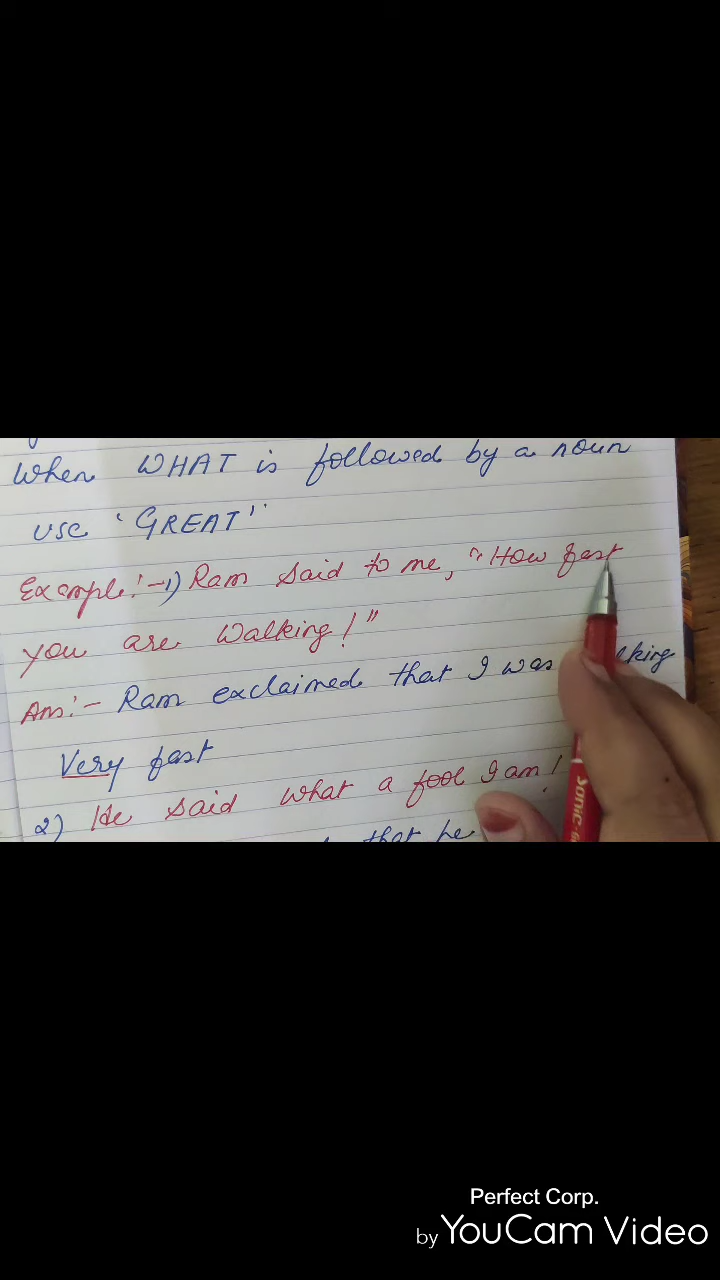 When WHAT is followed by a noun
use 'GREAT''
Example:-1) Ram said to me, "How fast
you are walking!"
Ans:- Ram exclaimed that I was
Very fast
2) He said what a fool I am!
that he
Sonic
Perfect Corp.
by YouCam Video